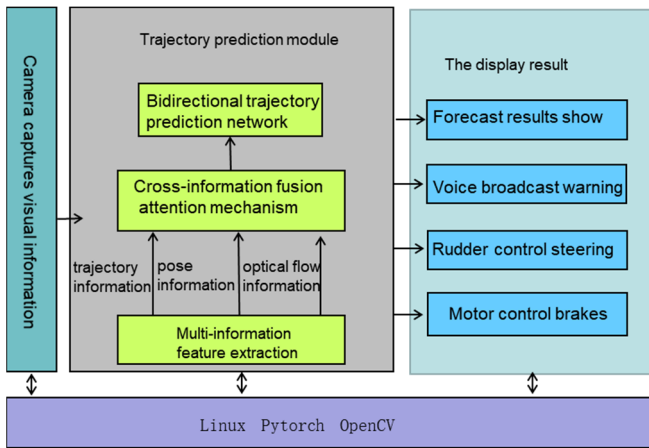 Camera captures visual information
Trajectory prediction module
Bidirectional trajectory
prediction network
Cross-information fusion
attention mechanism
trajectory
information
pose
information
optical flow
information
Multi-information
feature extraction
The display result
Forecast results show
Voice broadcast warning
Rudder control steering
Motor control brakes
Linux Pytorch OpenCV